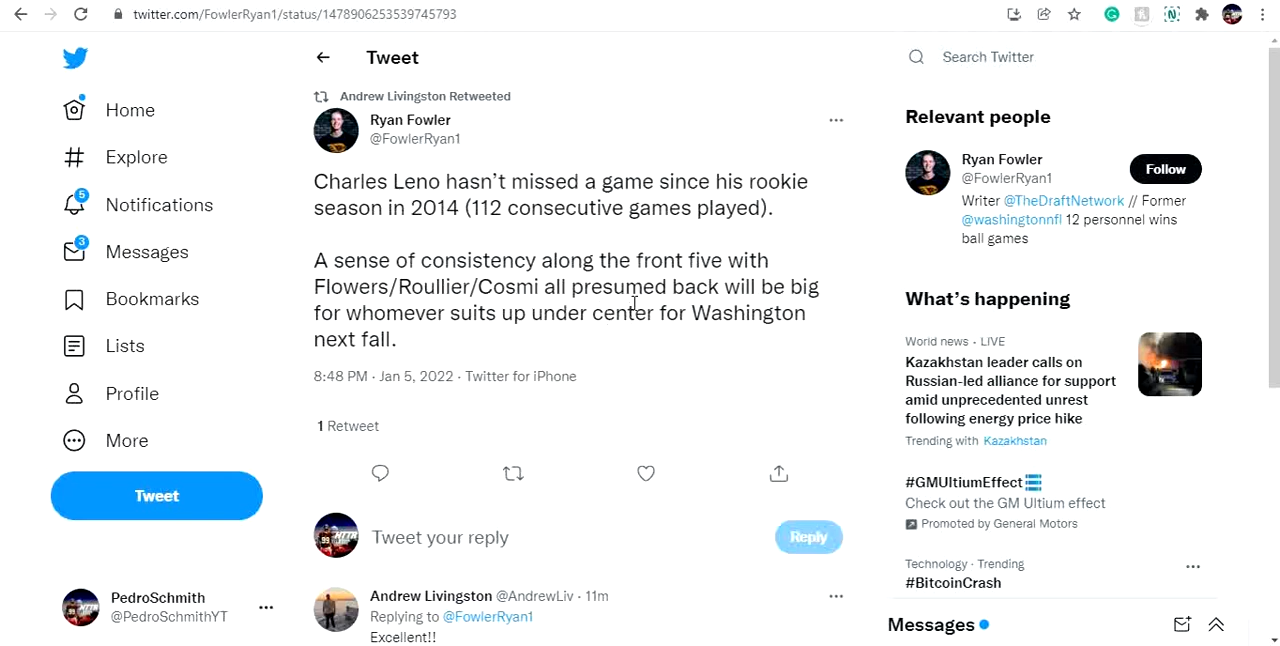 twitter.com/FowlerRyan1/status/1478906253539745793
Home
Explore
5
Notifications
3
Messages
Bookmarks
Lists
Profile
More
Tweet
PedroSchmith
@PedroSchmithYT
Tweet
Andrew Livingston Retweeted
Ryan Fowler
@FowlerRyan1
Charles Leno hasn’t missed a game since his rookie
season in 2014 (112 consecutive games played).
A sense of consistency along the front five with
Flowers/Roullier/Cosmi all presumed back will be big
for whomever suits up under center for Washington
next fall.
8:48 PM · Jan 5, 2022 · Twitter for iPhone
1 Retweet
Tweet your reply
Reply
Andrew Livingston @AndrewLiv · 11m
Replying to @FowlerRyan1
Excellent!!
Search Twitter
Relevant people
Ryan Fowler
@FowlerRyan1
Follow
Writer @TheDraftNetwork // Former
@washingtonnfl 12 personnel wins
ball games
What’s happening
World news · LIVE
Kazakhstan leader calls on
Russian-led alliance for support
amid unprecedented unrest
following energy price hike
Trending with Kazakhstan
#GMUltiumEffect
Check out the GM Ultium effect
Promoted by General Motors
Technology · Trending
#BitcoinCrash
Messages